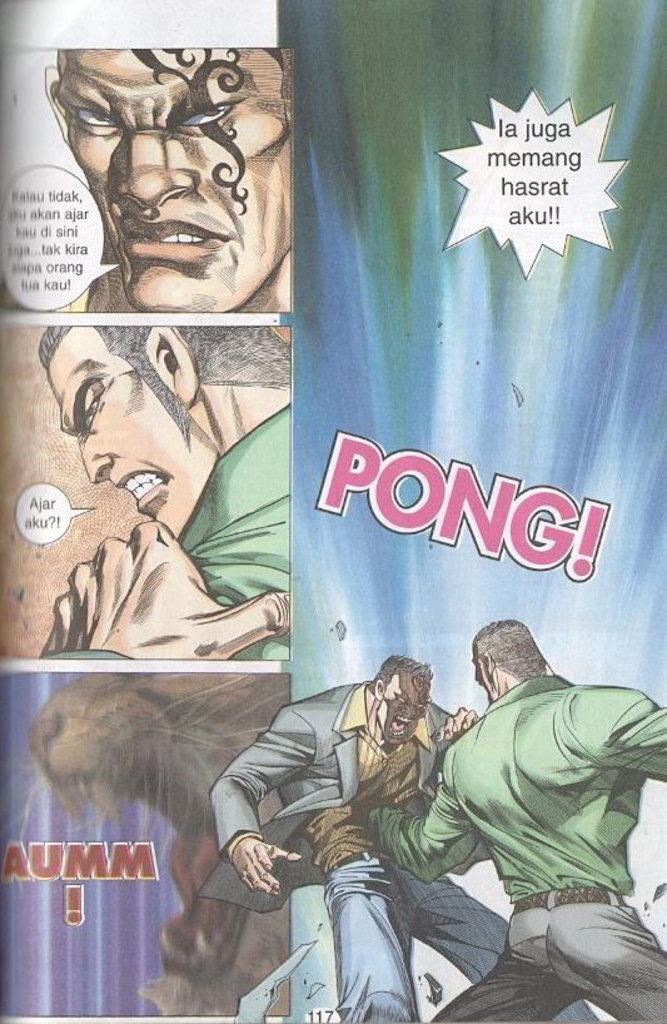 Kalau tidak,
aku akan ajar
kau di sini
juga...tak kira
siapa orang
tua kau!
Ajar
aku?!
AUMM
!
Ia juga
memang
hasrat
aku!!
PONG!
117